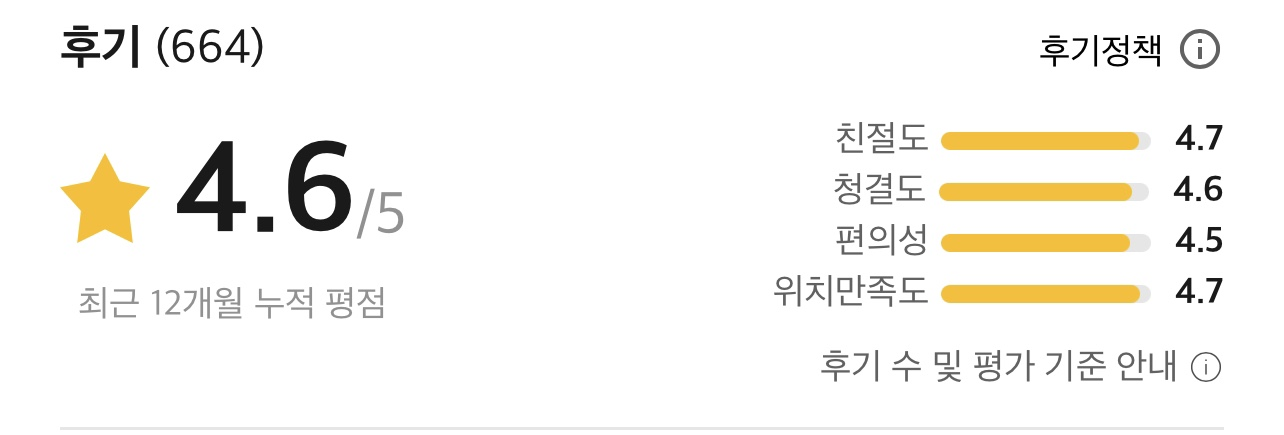 후기 (664)
후기정책
4.6/5
최근 12개월 누적 평점
친절도 4.7
청결도 4.6
편의성 4.5
위치만족도 4.7
후기 수 및 평가 기준 안내